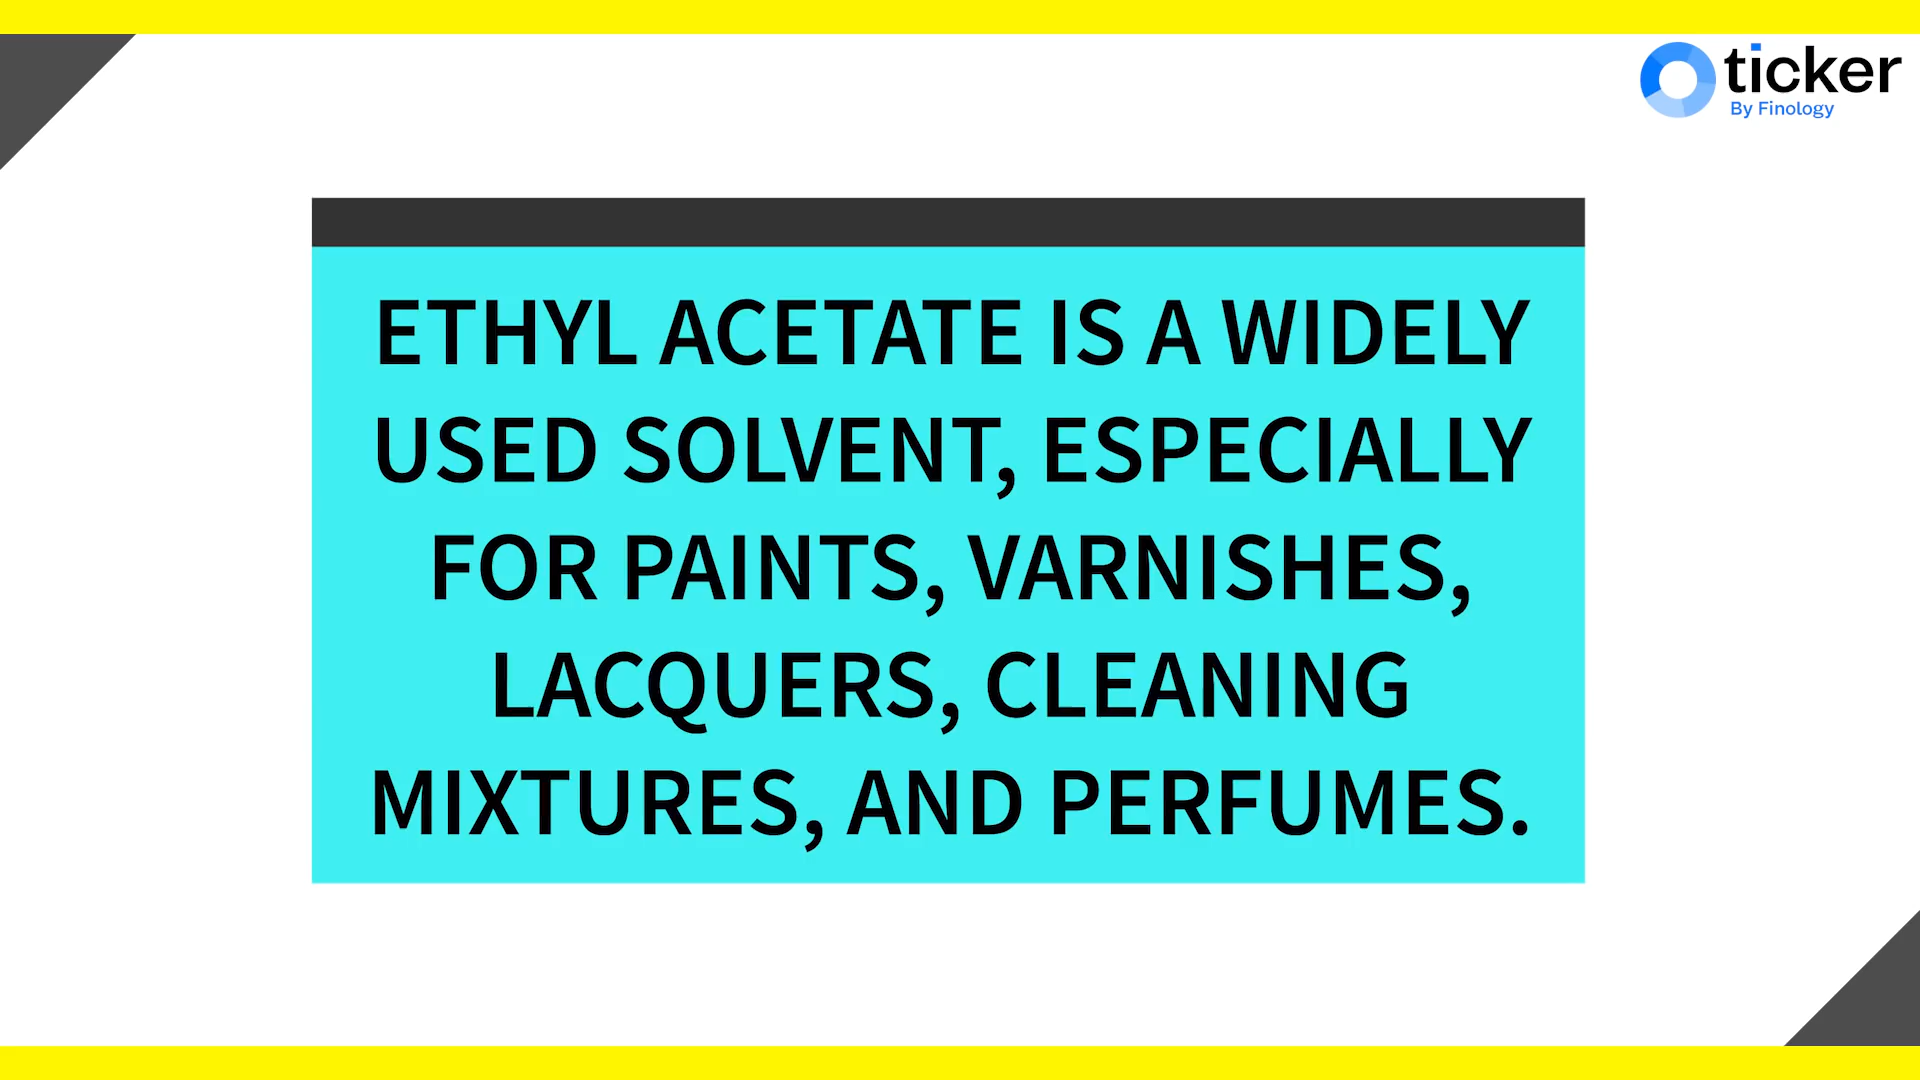 ticker
By Finology
ETHYL ACETATE IS A WIDELY
USED SOLVENT, ESPECIALLY
FOR PAINTS, VARNISHES,
LACQUERS, CLEANING
MIXTURES, AND PERFUMES.